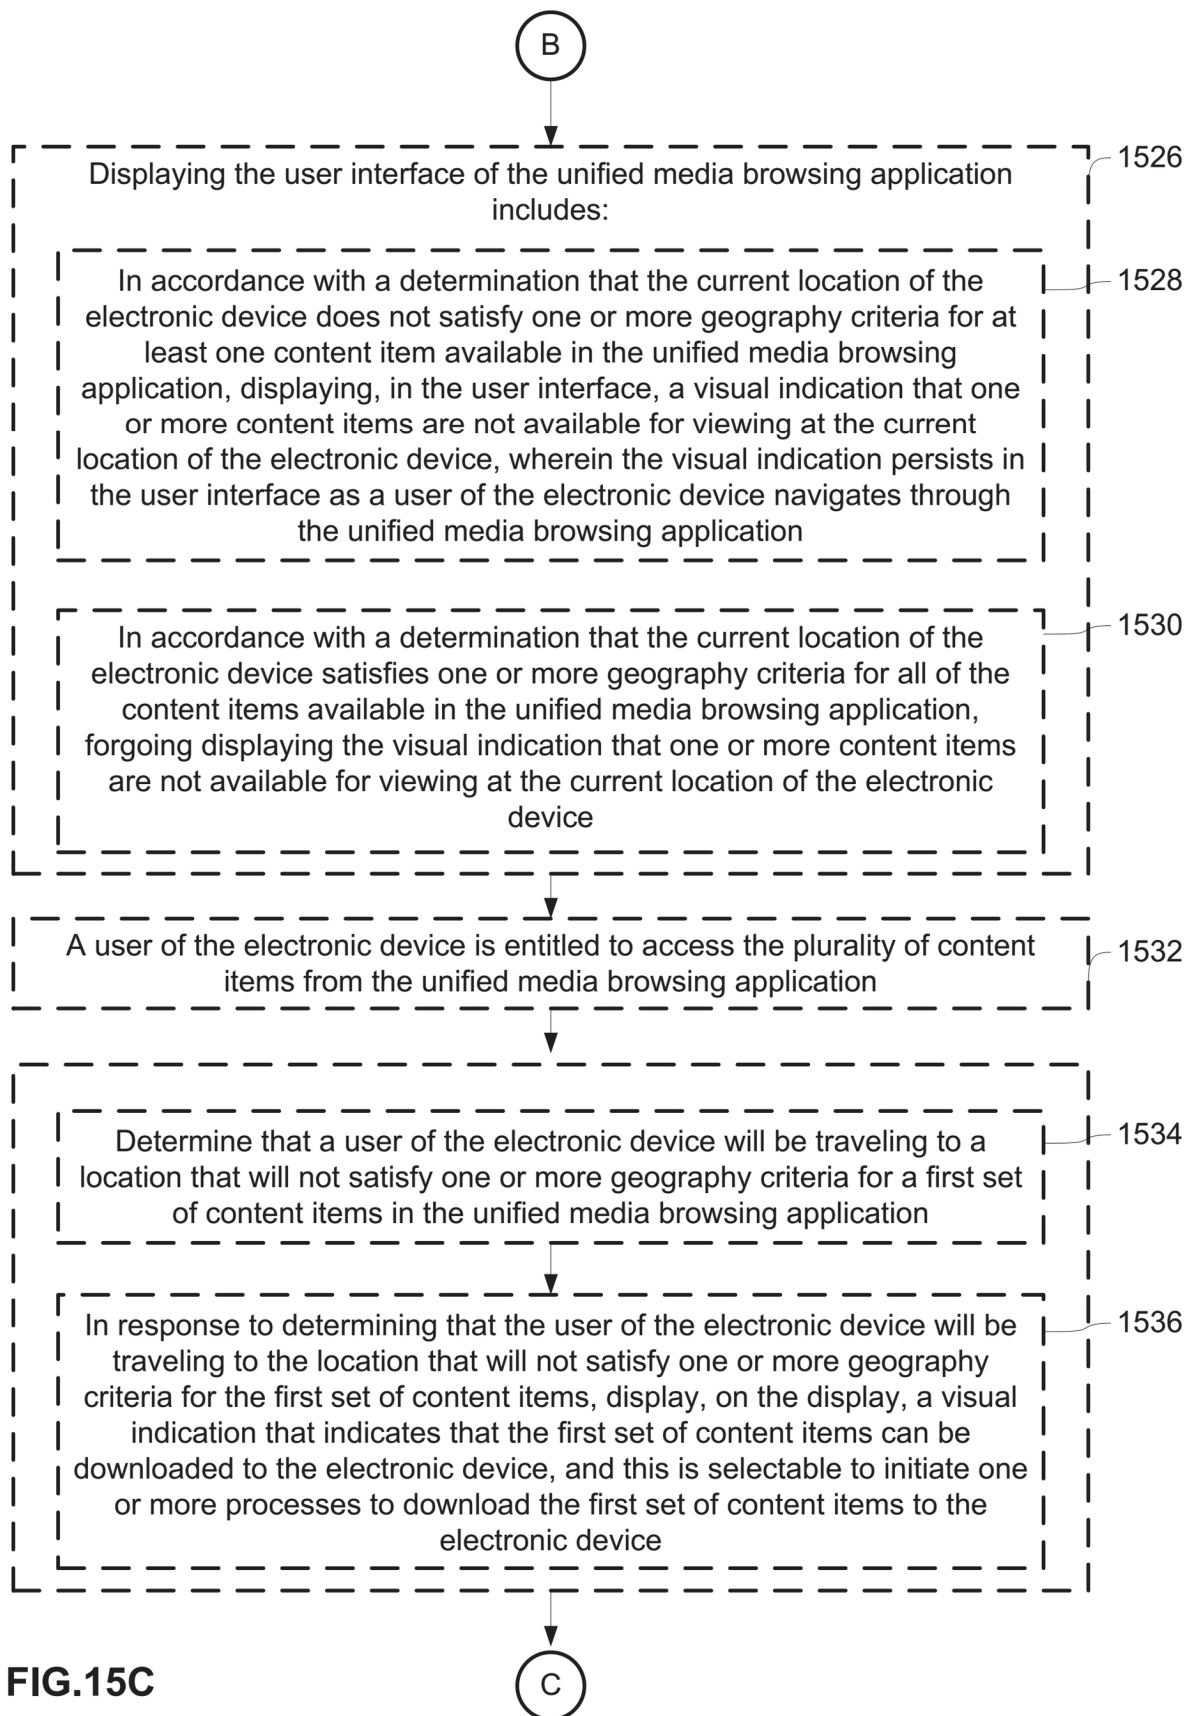 B
Displaying the user interface of the unified media browsing application
includes:
1526
In accordance with a determination that the current location of the
electronic device does not satisfy one or more geography criteria for at
least one content item available in the unified media browsing
application, displaying, in the user interface, a visual indication that one
or more content items are not available for viewing at the current
location of the electronic device, wherein the visual indication persists in
the user interface as a user of the electronic device navigates through
the unified media browsing application
1528
In accordance with a determination that the current location of the
electronic device satisfies one or more geography criteria for all of the
content items available in the unified media browsing application,
forgoing displaying the visual indication that one or more content items
are not available for viewing at the current location of the electronic
device
1530
A user of the electronic device is entitled to access the plurality of content
items from the unified media browsing application
1532
Determine that a user of the electronic device will be traveling to a
location that will not satisfy one or more geography criteria for a first set
of content items in the unified media browsing application
1534
In response to determining that the user of the electronic device will be
traveling to the location that will not satisfy one or more geography
criteria for the first set of content items, display, on the display, a visual
indication that indicates that the first set of content items can be
downloaded to the electronic device, and this is selectable to initiate one
or more processes to download the first set of content items to the
electronic device
1536
FIG.15C
C